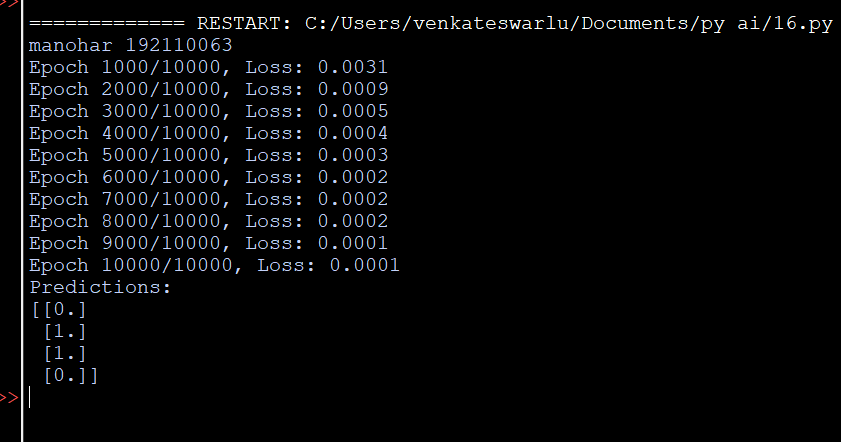 >>
============= RESTART: C:/Users/venkateswarlu/Documents/py ai/16.py
manohar 192110063
Epoch 1000/10000, Loss: 0.0031
Epoch 2000/10000, Loss: 0.0009
Epoch 3000/10000, Loss: 0.0005
Epoch 4000/10000, Loss: 0.0004
Epoch 5000/10000, Loss: 0.0003
Epoch 6000/10000, Loss: 0.0002
Epoch 7000/10000, Loss: 0.0002
Epoch 8000/10000, Loss: 0.0002
Epoch 9000/10000, Loss: 0.0001
Epoch 10000/10000, Loss: 0.0001
Predictions:
[[0.]
 [1.]
 [1.]
 [0.]]
>>